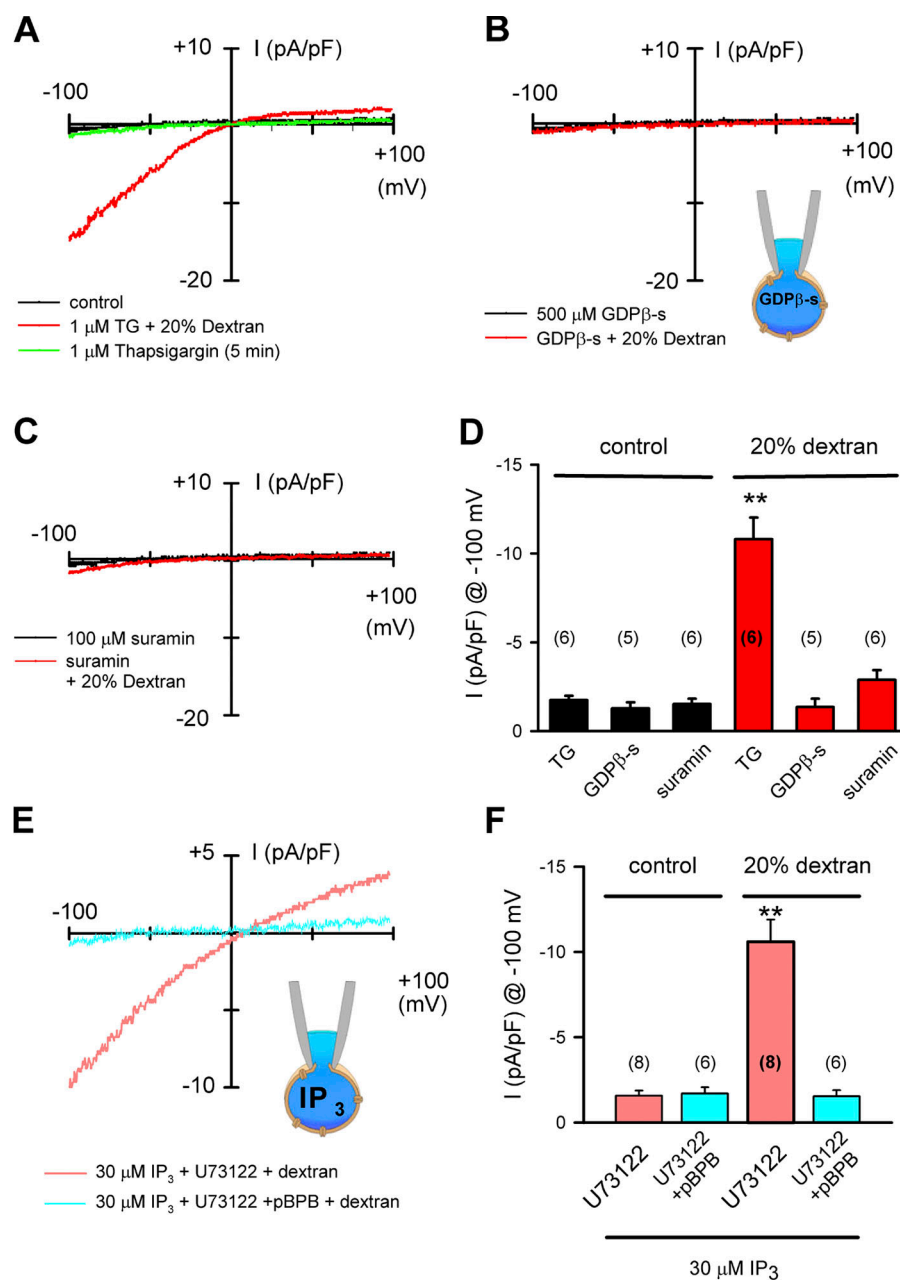 A
+10
I (pA/pF)
-100
+100
(mV)
-20
control
1 µM TG + 20% Dextran
1 µM Thapsigargin (5 min)
B
+10
I (pA/pF)
-100
+100
(mV)
-20
GDPβ-s
500 µM GDPβ-s
GDPβ-s + 20% Dextran
C
+10
I (pA/pF)
-100
+100
(mV)
-20
100 µM suramin
suramin
+ 20% Dextran
D
control
20% dextran
I (pA/pF) @ -100 mV
-15
-10
-5
0
**
(6)
(5)
(6)
(6)
(5)
(6)
TG
GDPβ-s
suramin
TG
GDPβ-s
suramin
E
+5
I (pA/pF)
-100
+100
(mV)
-10
IP3
30 µM IP3 + U73122 + dextran
30 µM IP3 + U73122 +pBPB + dextran
F
control
20% dextran
I (pA/pF) @ -100 mV
-15
-10
-5
0
**
(8)
(6)
(8)
(6)
U73122
U73122
+pBPB
U73122
U73122
+pBPB
30 µM IP3